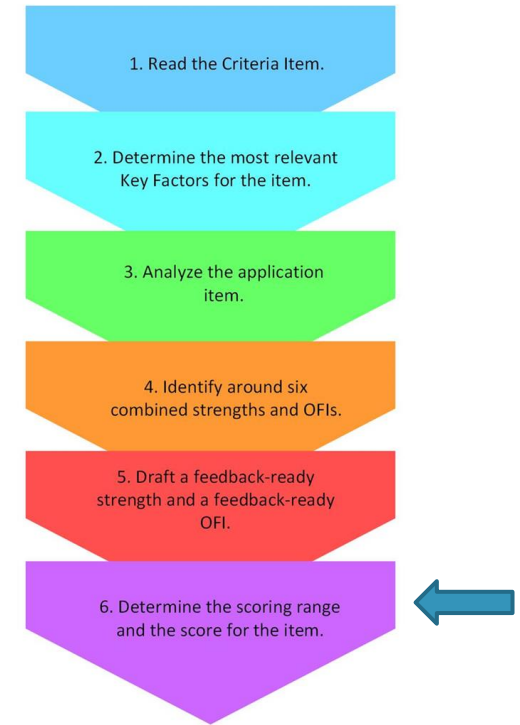 1. Read the Criteria Item.
2. Determine the most relevant
Key Factors for the item.
3. Analyze the application
item.
4. Identify around six
combined strengths and OFIs.
5. Draft a feedback-ready
strength and a feedback-ready
OFI.
6. Determine the scoring range
and the score for the item.